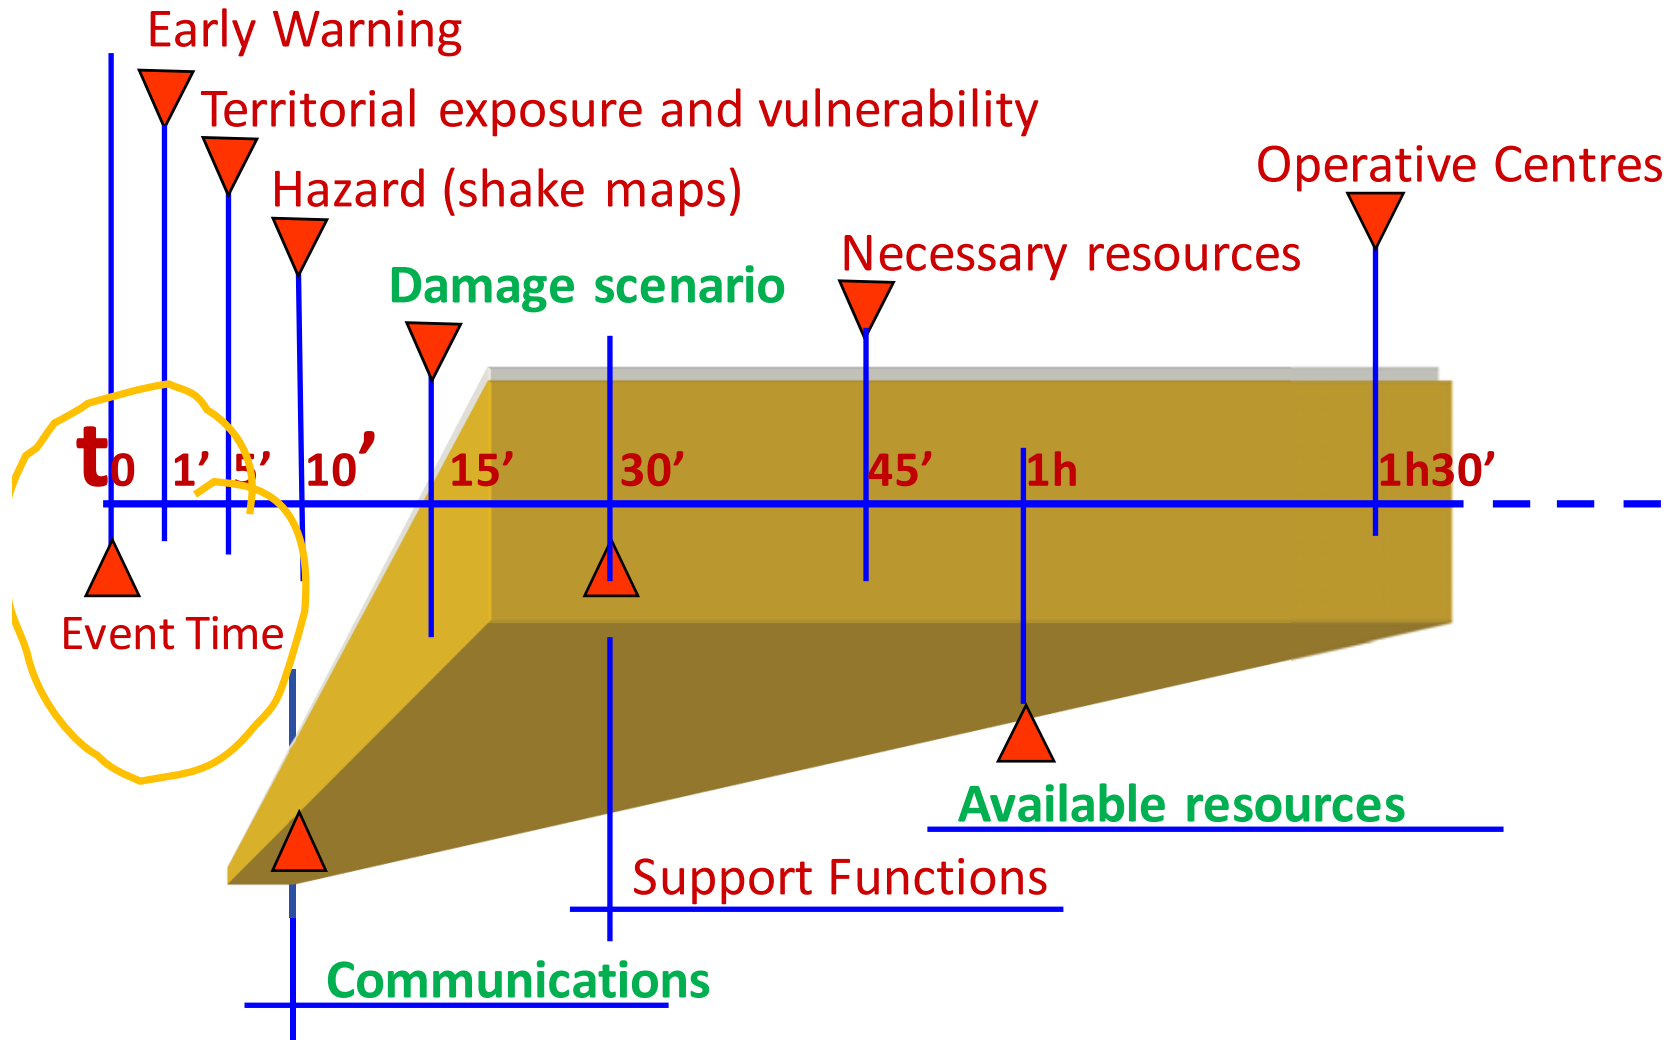 Early Warning
Territorial exposure and vulnerability
Operative Centres
Hazard (shake maps)
Necessary resources
Damage scenario
t0 1’ 5’ 10’ 15’ 30’ 45’ 1h 1h30’
Event Time
Available resources
Support Functions
Communications